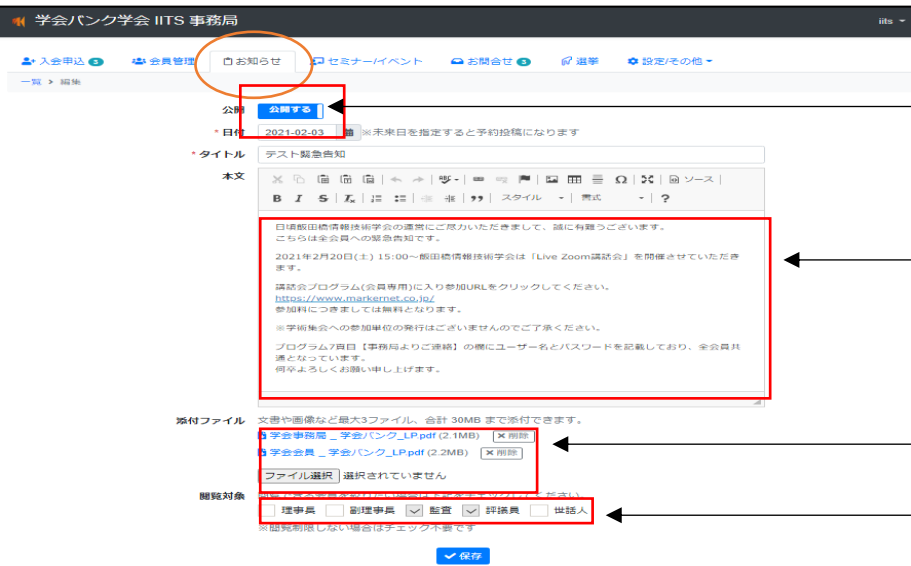 学会バンク学会 IITS 事務局 iits
入会申込 3 会員管理 お知らせ セミナー/イベント お問合せ 3 選挙 設定/その他
一覧 > 編集
公開 公開する
* 日付 2021-02-03 ※未来日を指定すると予約投稿になります
* タイトル テスト緊急告知
本文
ABC Ω ソース
B I S Tx スタイル 書式 ?
日頃飯田橋情報技術学会の運営にご尽力いただきまして、誠に有難うございます。
こちらは全会員への緊急告知です。
2021年2月20日(土) 15:00～飯田橋情報技術学会は「Live Zoom講話会」を開催させていただき
ます。
講話会プログラム(会員専用)に入り参加URLをクリックしてください。
https://www.markernet.co.jp/
参加料につきましては無料となります。
※学術集会への参加単位の発行はございませんのでご了承ください。
プログラム7頁目【事務局よりご連絡】の欄にユーザー名とパスワードを記載しており、全会員共
通となっています。
何卒よろしくお願い申し上げます。
添付ファイル 文書や画像など最大3ファイル、合計 30MB まで添付できます。
学会事務局 _ 学会バンク_LP.pdf (2.1MB) ×削除
学会会員 _ 学会バンク_LP.pdf (2.2MB) ×削除
ファイル選択 選択されていません
閲覧対象
理事長 副理事長 監査 評議員 世話人
※閲覧制限しない場合はチェック不要です
保存